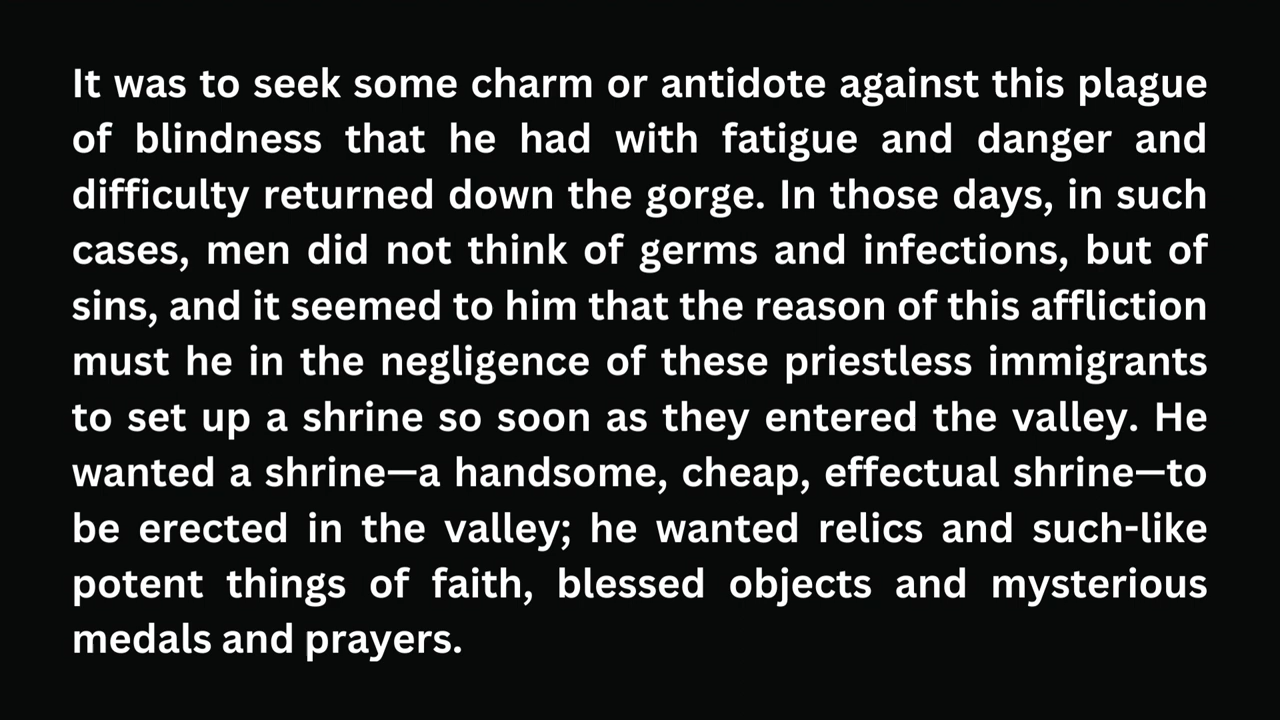 It was to seek some charm or antidote against this plague
of blindness that he had with fatigue and danger and
difficulty returned down the gorge. In those days, in such
cases, men did not think of germs and infections, but of
sins, and it seemed to him that the reason of this affliction
must he in the negligence of these priestless immigrants
to set up a shrine so soon as they entered the valley. He
wanted a shrine—a handsome, cheap, effectual shrine—to
be erected in the valley; he wanted relics and such-like
potent things of faith, blessed objects and mysterious
medals and prayers.